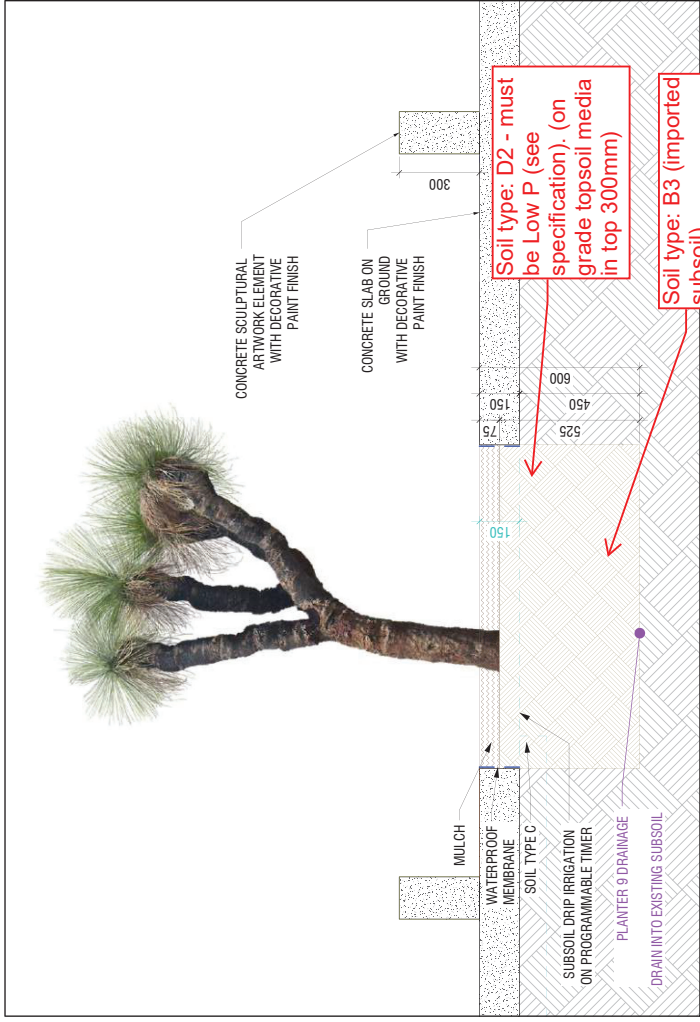 CONCRETE SCULPTURAL
ARTWORK ELEMENT
WITH DECORATIVE
PAINT FINISH
300
CONCRETE SLAB ON
GROUND
WITH DECORATIVE
PAINT FINISH
Soil type: D2 - must
be Low P (see
specification). (on
grade topsoil media
in top 300mm)
Soil type: B3 (imported
subsoil)
600
150
450
75
525
150
MULCH
WATERPROOF
MEMBRANE
SOIL TYPE C
SUBSOIL DRIP IRRIGATION
ON PROGRAMMABLE TIMER
PLANTER 9 DRAINAGE
DRAIN INTO EXISTING SUBSOIL